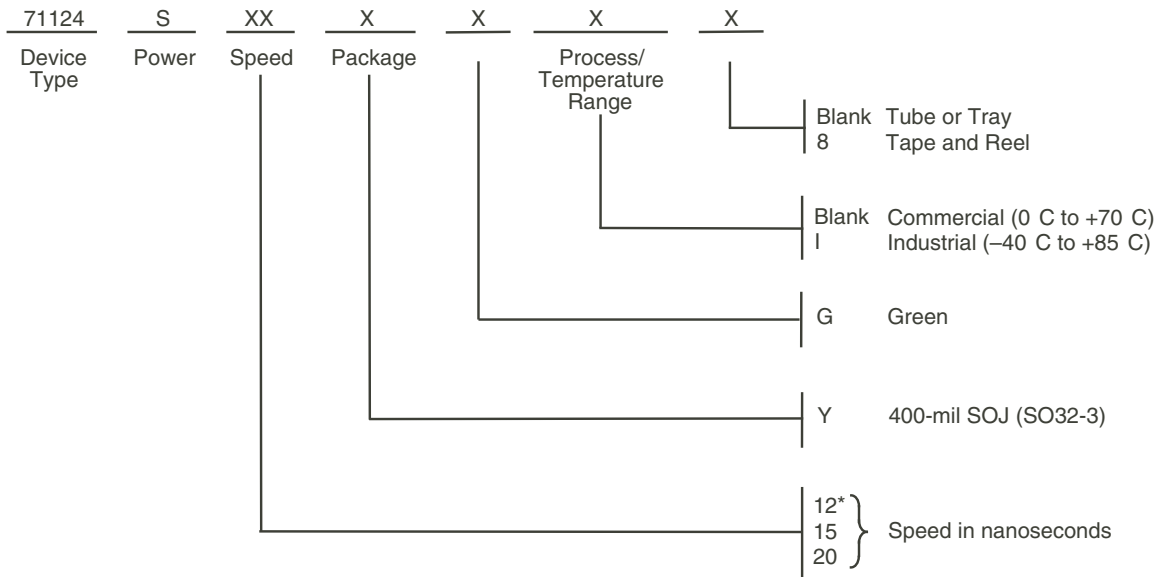 71124 S XX X X X X
Device Type Power Speed Package Process/ Temperature Range
Blank Tube or Tray
8 Tape and Reel
Blank Commercial (0 C to +70 C)
I Industrial (–40 C to +85 C)
G Green
Y 400-mil SOJ (SO32-3)
12*
15 Speed in nanoseconds
20